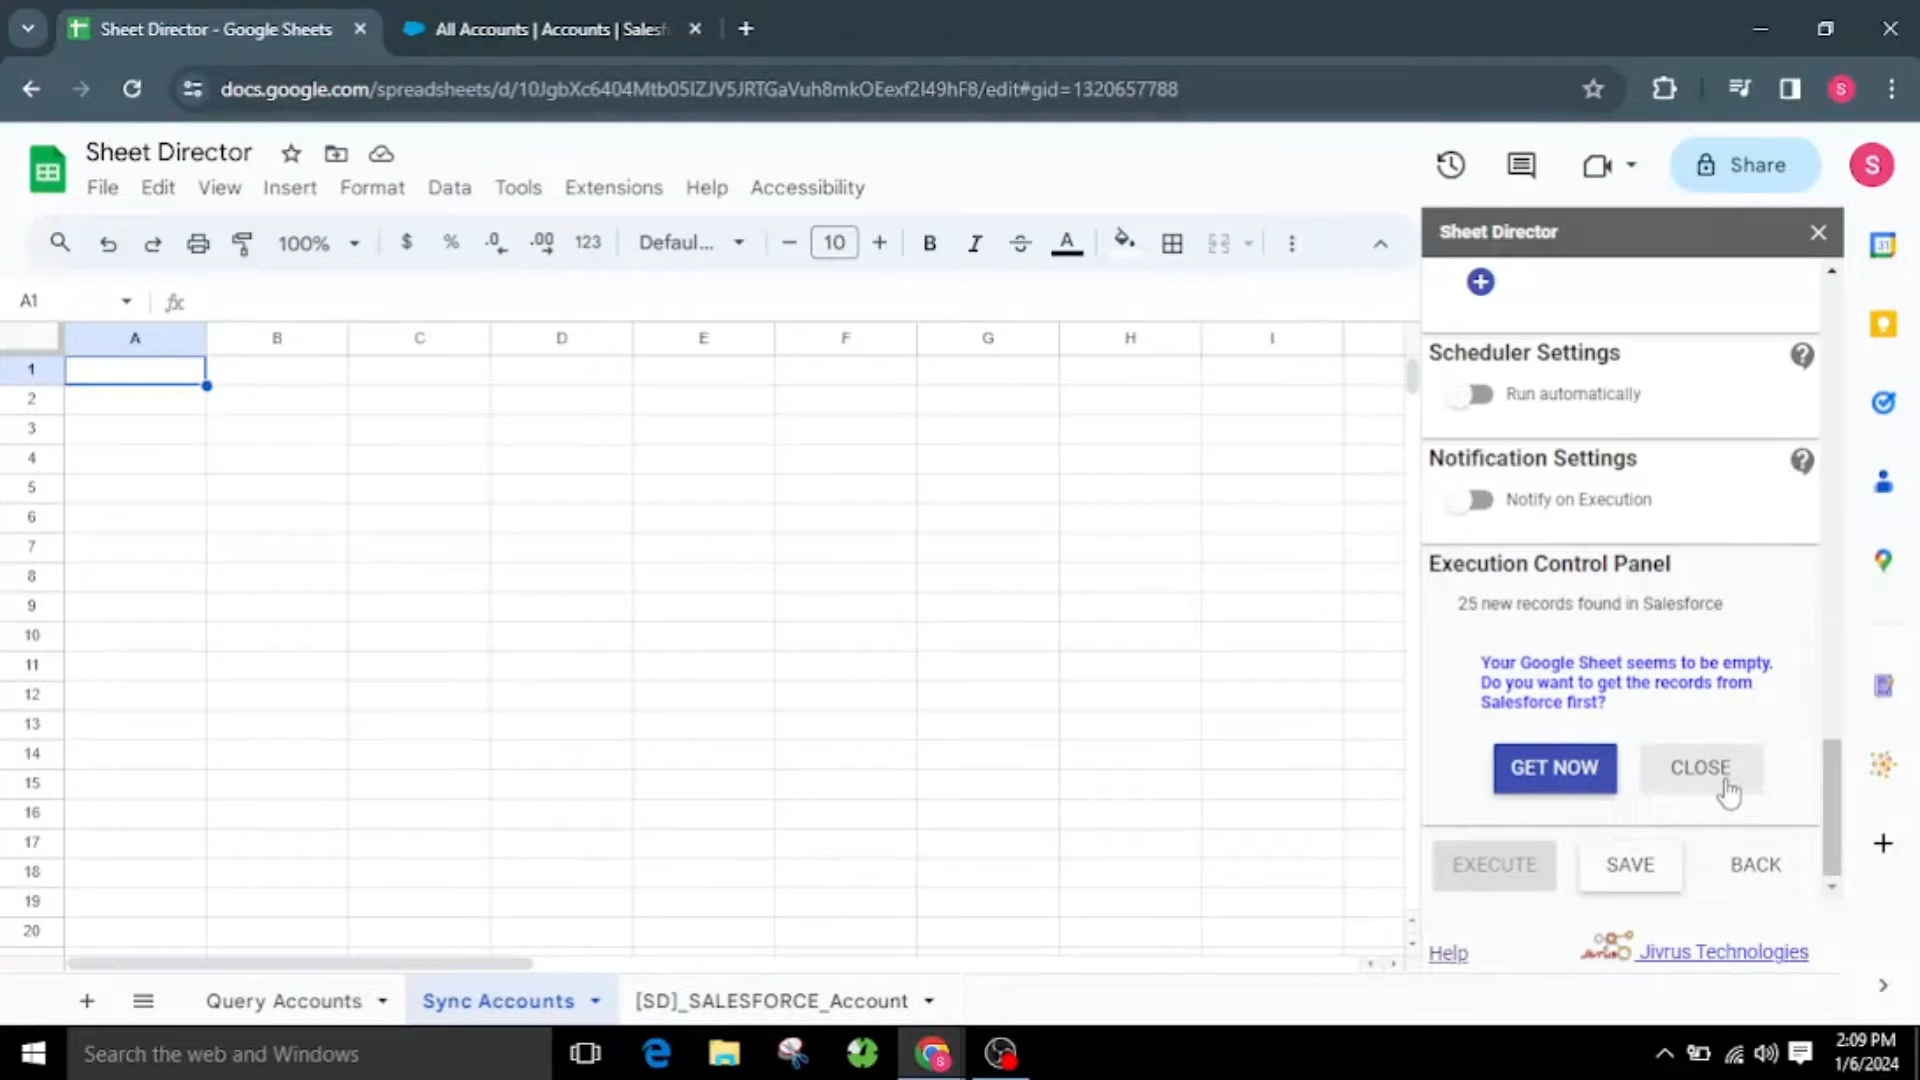 Sheet Director - Google Sheets
All Accounts | Accounts | Salesf
docs.google.com/spreadsheets/d/10JgbXc6404Mtb05IZJV5JRTGaVuh8mkOEexf2I49hF8/edit#gid=1320657788
S
Sheet Director
File Edit View Insert Format Data Tools Extensions Help Accessibility
Share
S
100% $ % .0 .00 123 Defaul... 10 B I A
A1
fx
Sheet Director
A B C D E F G H I
1
2
3
4
5
6
7
8
9
10
11
12
13
14
15
16
17
18
19
20
Scheduler Settings
Run automatically
Notification Settings
Notify on Execution
Execution Control Panel
25 new records found in Salesforce
Your Google Sheet seems to be empty.
Do you want to get the records from
Salesforce first?
GET NOW CLOSE
EXECUTE SAVE BACK
Help Jivrus Technologies
31
Query Accounts Sync Accounts [SD]_SALESFORCE_Account
Search the web and Windows
2:09 PM
1/6/2024